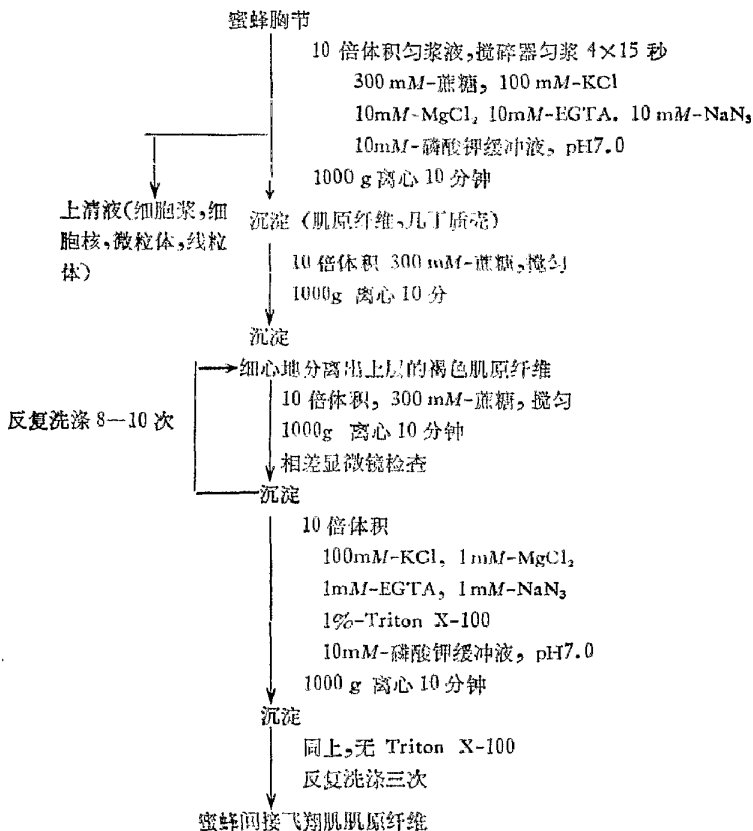 蜜蜂胸节
10 倍体积匀浆液,搅碎器匀浆 4×15 秒
300 mM-蔗糖, 100 mM-KCl
10mM-MgCl₂ 10mM-EGTA. 10 mM-NaN₃
10mM-磷酸钾缓冲液, pH7.0
1000 g 离心 10 分钟
上清液(细胞浆,细
胞核,微粒体,线粒
体)
沉淀 (肌原纤维,几丁质壳)
10 倍体积 300 mM-蔗糖,搅匀
1000g 离心 10 分
沉淀
细心地分离出上层的褐色肌原纤维
10 倍体积, 300 mM-蔗糖, 搅匀
1000g 离心 10 分钟
相差显微镜检查
反复洗涤 8—10 次
沉淀
10 倍体积
100mM-KCl, 1mM-MgCl₂
1mM-EGTA, 1mM-NaN₃
1%-Triton X-100
10mM-磷酸钾缓冲液, pH7.0
1000 g 离心 10 分钟
沉淀
同上,无 Triton X-100
反复洗涤三次
蜜蜂间接飞翔肌肌原纤维